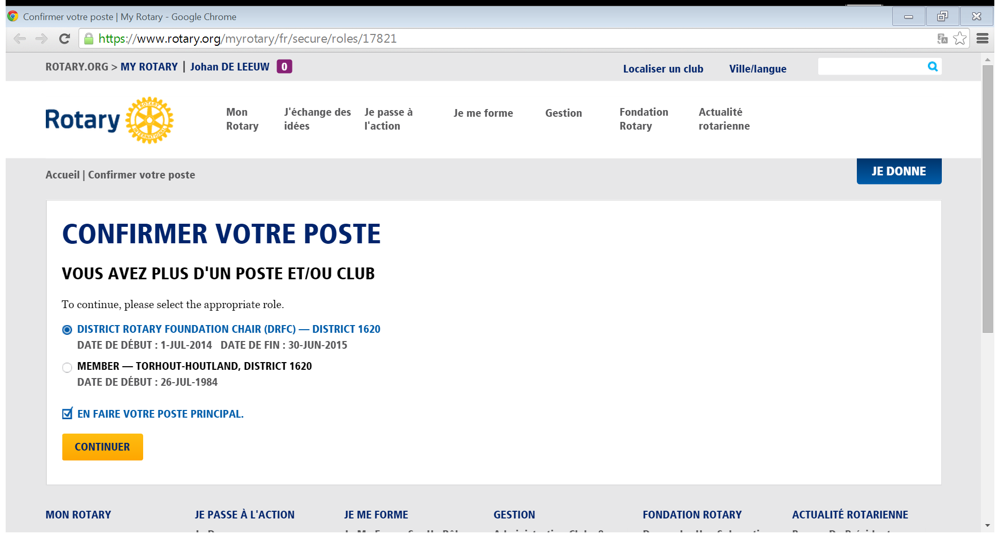 Confirmer votre poste | My Rotary - Google Chrome
https://www.rotary.org/myrotary/fr/secure/roles/17821
ROTARY.ORG > MY ROTARY | Johan DE LEEUW 0
Localiser un club Ville/langue
Rotary
ROTARY
INTERNATIONAL
Mon Rotary
J'échange des idées
Je passe à l'action
Je me forme
Gestion
Fondation Rotary
Actualité rotarienne
Accueil | Confirmer votre poste
JE DONNE
CONFIRMER VOTRE POSTE
VOUS AVEZ PLUS D'UN POSTE ET/OU CLUB
To continue, please select the appropriate role.
DISTRICT ROTARY FOUNDATION CHAIR (DRFC) — DISTRICT 1620
DATE DE DÉBUT : 1-JUL-2014 DATE DE FIN : 30-JUN-2015
MEMBER — TORHOUT-HOUTLAND, DISTRICT 1620
DATE DE DÉBUT : 26-JUL-1984
EN FAIRE VOTRE POSTE PRINCIPAL.
CONTINUER
MON ROTARY JE PASSE À L'ACTION JE ME FORME GESTION FONDATION ROTARY ACTUALITÉ ROTARIENNE